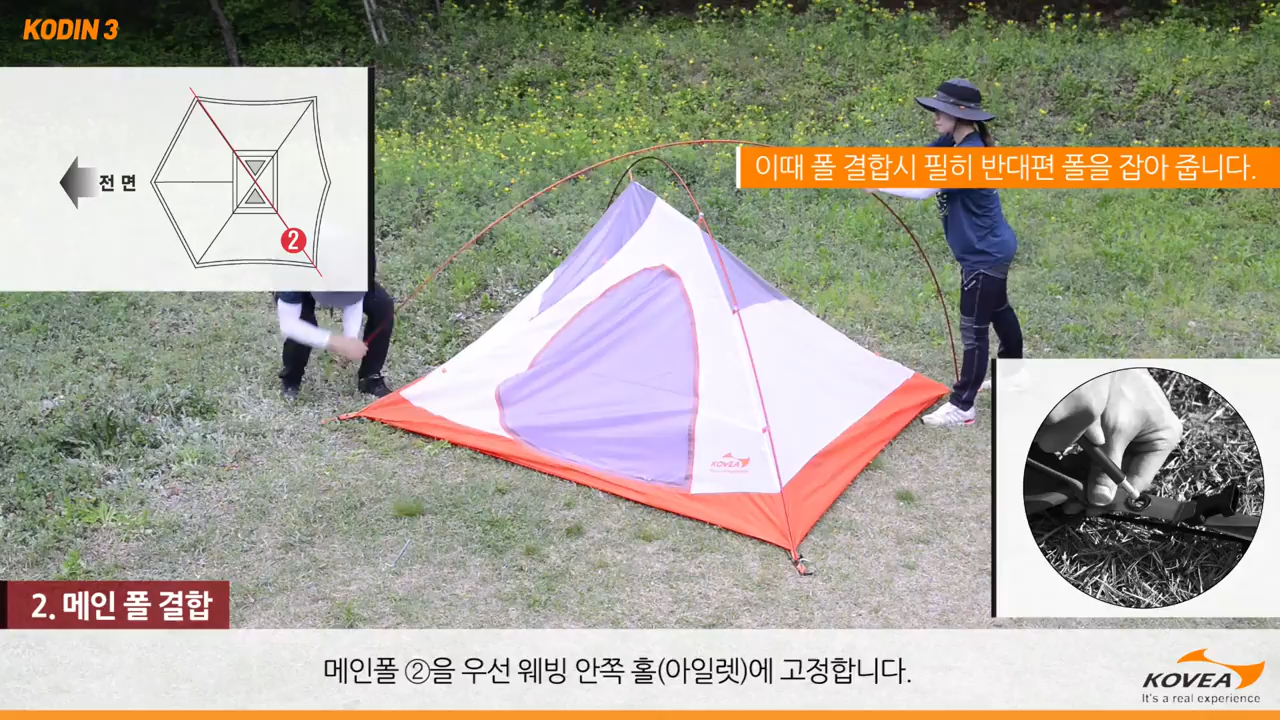 KODIN 3
전 면
2
이때 폴 결합시 필히 반대편 폴을 잡아 줍니다.
KOVEA
2. 메인 폴 결합
메인폴 ②을 우선 웨빙 안쪽 홀(아일렛)에 고정합니다.
KOVEA
It's a real experience